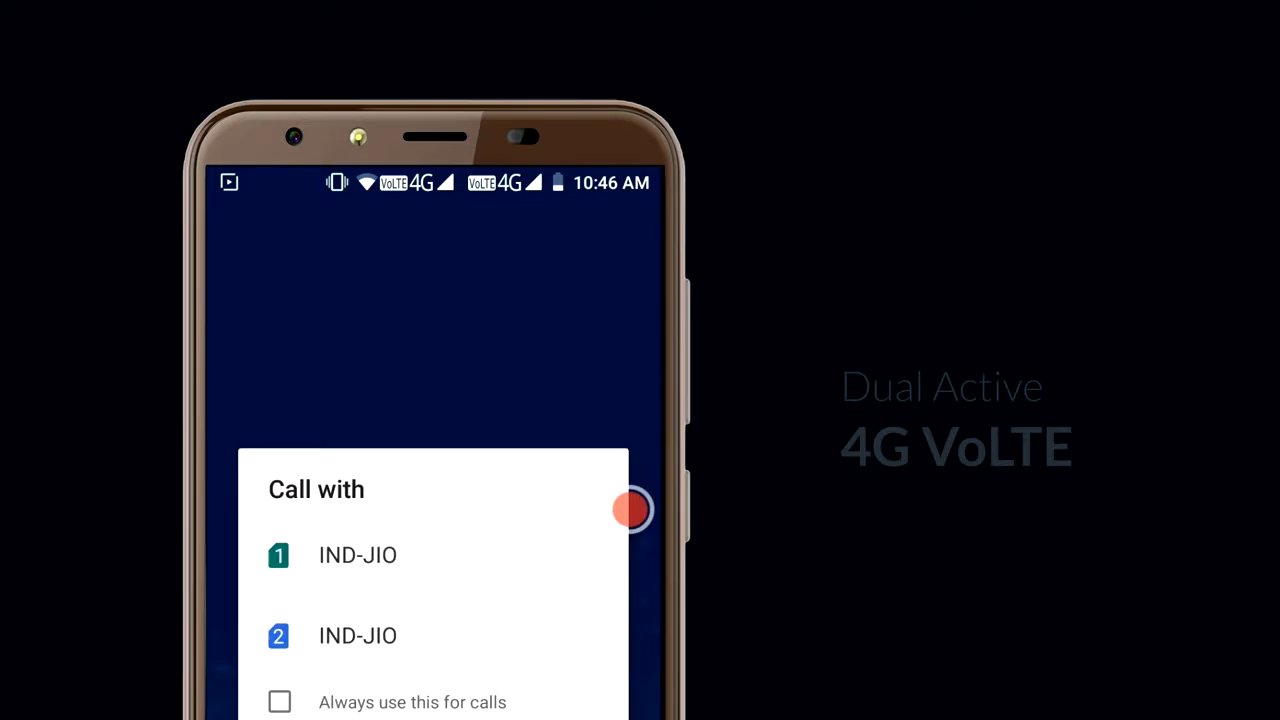 VoLTE 4G VoLTE 4G 10:46 AM
Call with
1 IND-JIO
2 IND-JIO
Always use this for calls
Dual Active
4G VoLTE